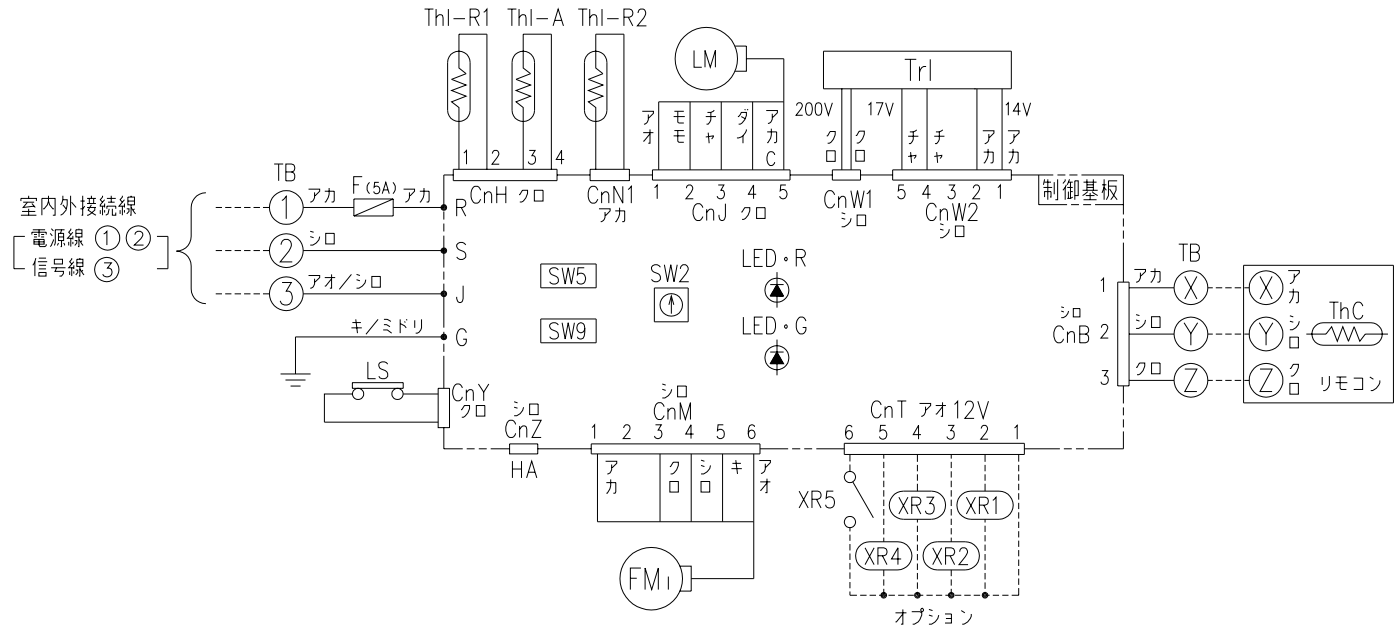 ThI-R1 ThI-A ThI-R2
LM
TrI
200V 17V 14V
アオ モモ チャ ダイ アカ C
クロ クロ チャ チャ アカ アカ
1 2 3 4
CnH クロ
CnN1
アカ
1 2 3 4 5
CnJ クロ
CnW1
シロ
5 4 3 2 1
CnW2
シロ
制御基板
室内外接続線
電源線 ① ②
信号線 ③
TB
1 アカ F(5A) アカ R
2 シロ S
3 アオ/シロ J
キ/ミドリ G
LS
CnY
クロ
SW5
SW9
SW2
LED・R
LED・G
シロ
CnB
1 アカ
2 シロ
3 クロ
TB
X X アカ
Y Y シロ
Z Z クロ
ThC
リモコン
シロ
CnZ
HA
シロ
CnM
1 2 3 4 5 6
アカ クロ シロ キ アオ
FMI
CnT アオ 12V
6 5 4 3 2 1
XR5
XR3 XR1
XR4 XR2
オプション